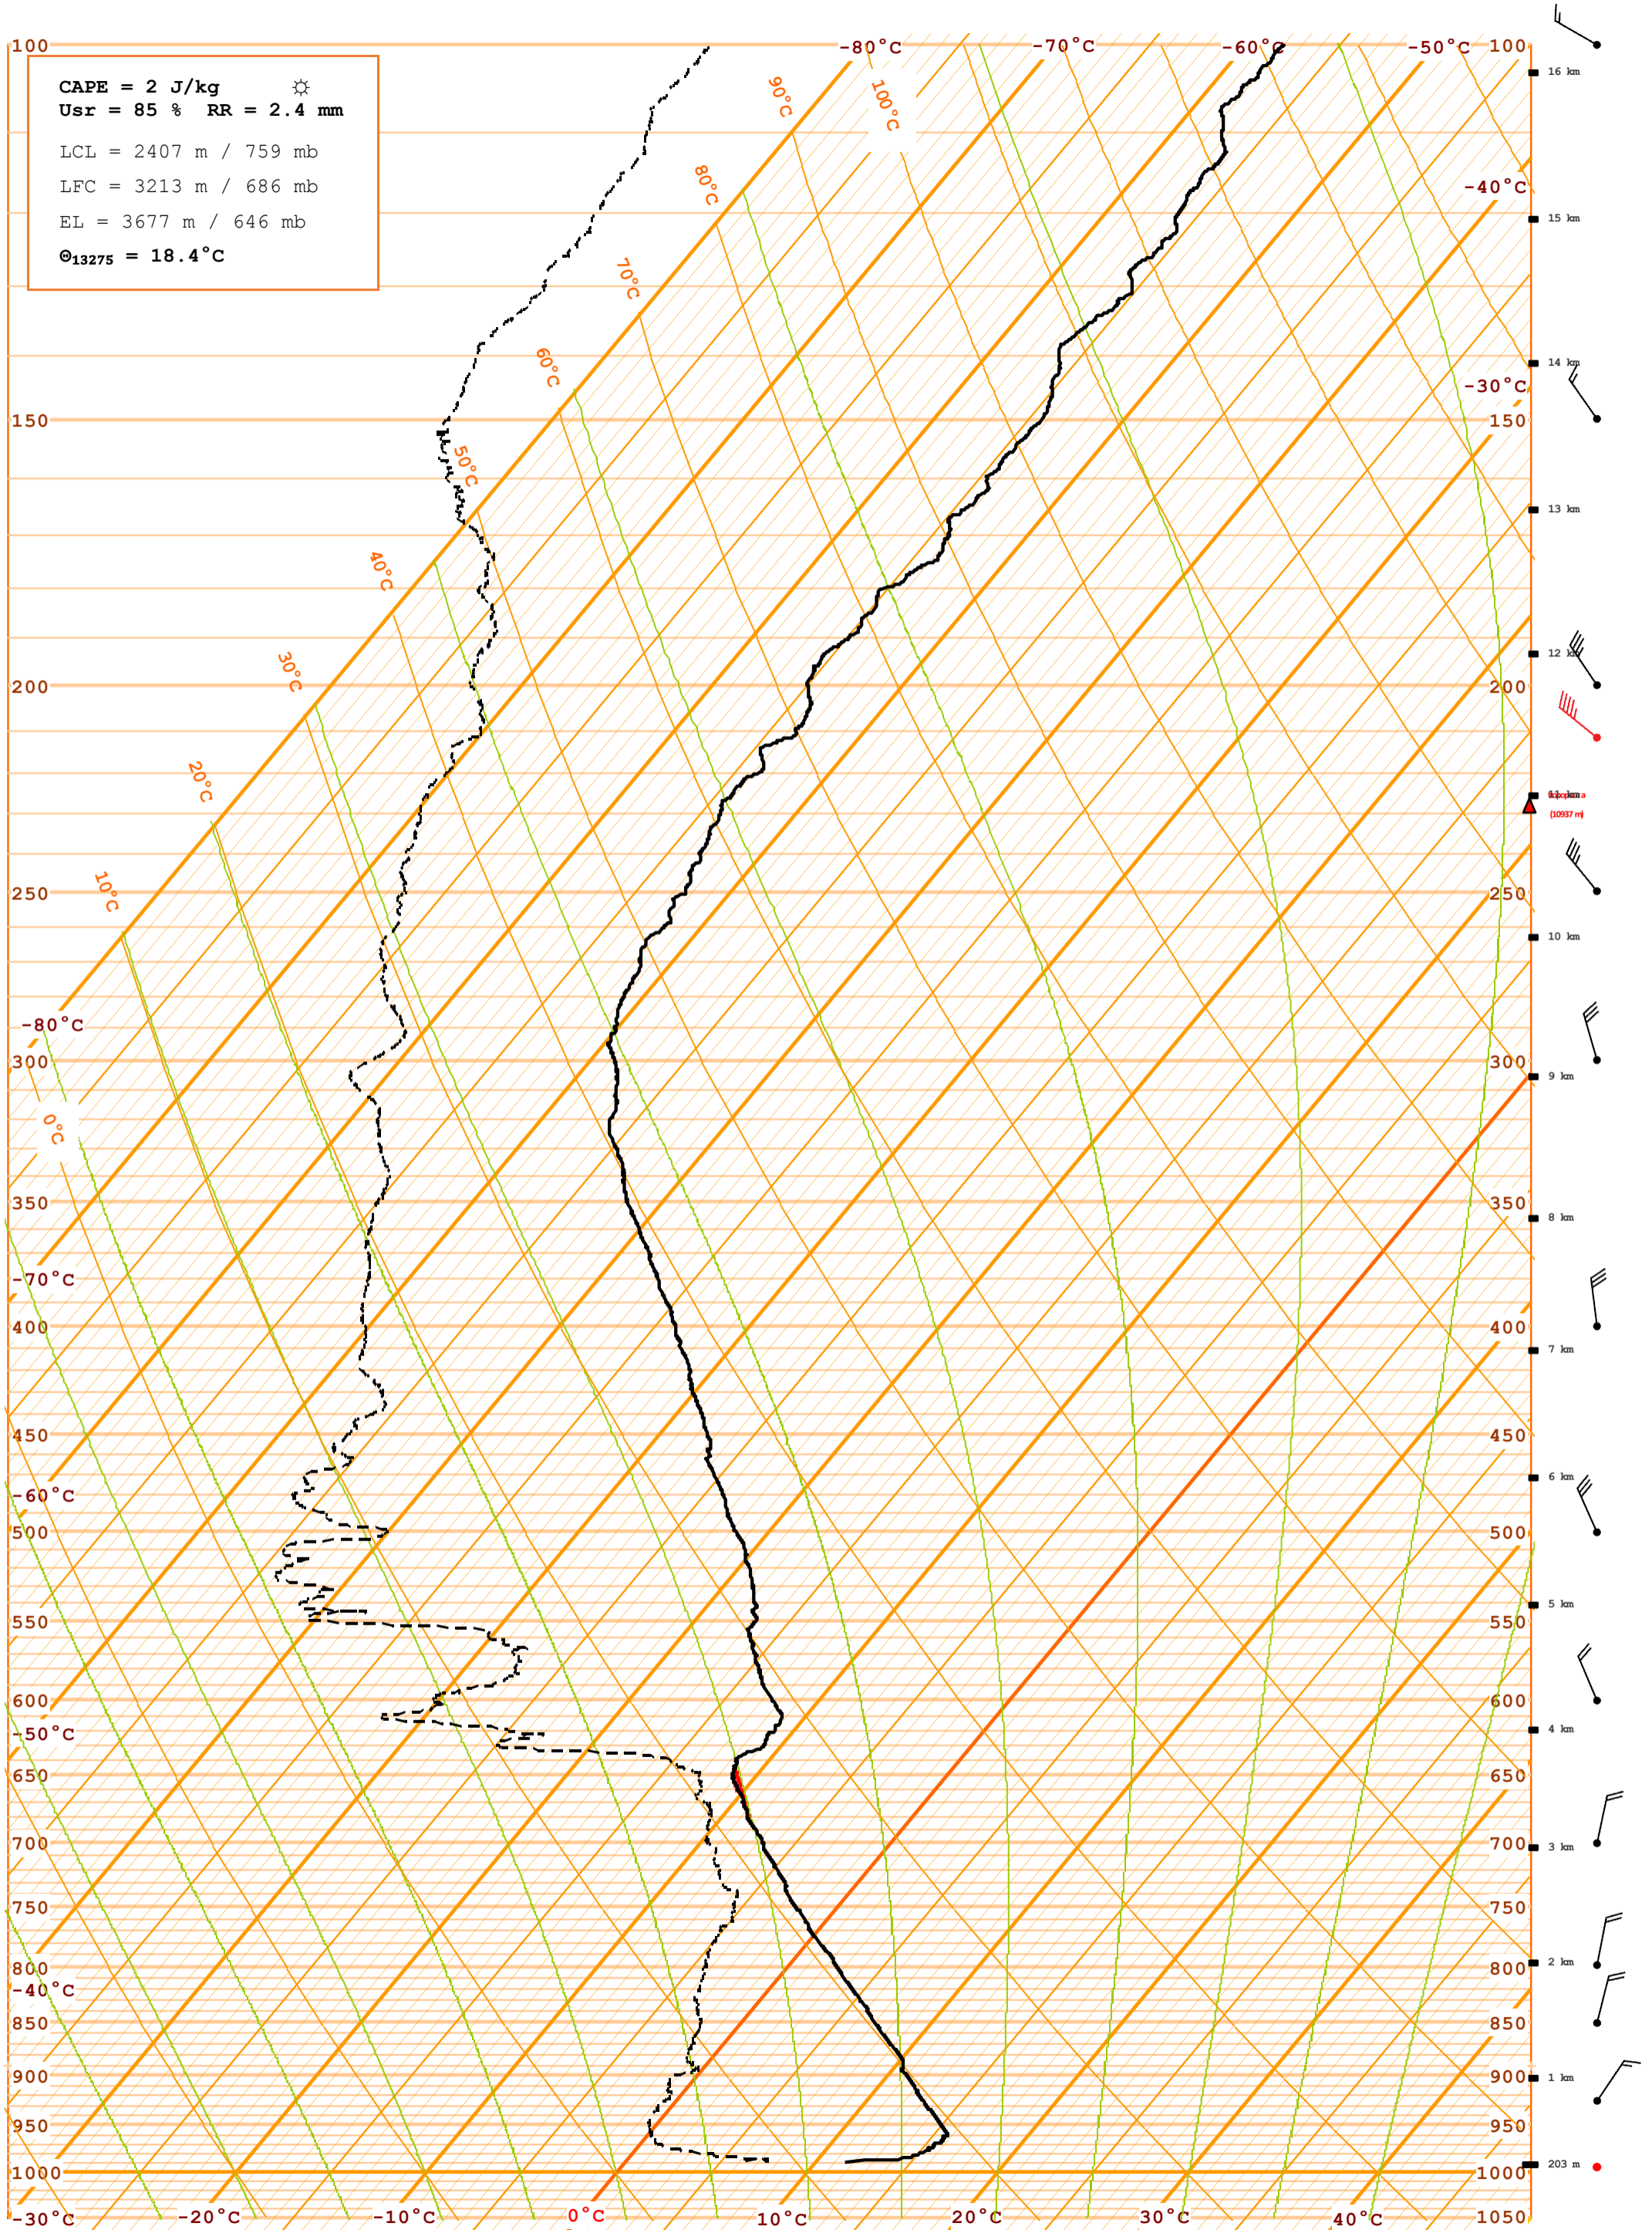 100 -80°C -70°C -60°C -50°C 100
16 km
CAPE = 2 J/kg
Usr = 85 % RR = 2.4 mm
LCL = 2407 m / 759 mb
LFC = 3213 m / 686 mb
EL = 3677 m / 646 mb
Θ13275 = 18.4°C
90°C 100°C
80°C -40°C
15 km
70°C
60°C 14 km
-30°C
150 150
50°C
13 km
40°C
30°C 12 km
200 200
20°C
(10937 m)
10°C 250 250
10 km
-80°C
300 300
9 km
0°C
350 350
8 km
-70°C
400 400
7 km
450 450
6 km
-60°C
500 500
5 km
550 550
600 600
-50°C 4 km
650 650
700 700
3 km
750 750
800 800
2 km
-40°C
850 850
900 900
1 km
950 950
203 m
1000 1000
-30°C -20°C -10°C 0°C 10°C 20°C 30°C 40°C 1050